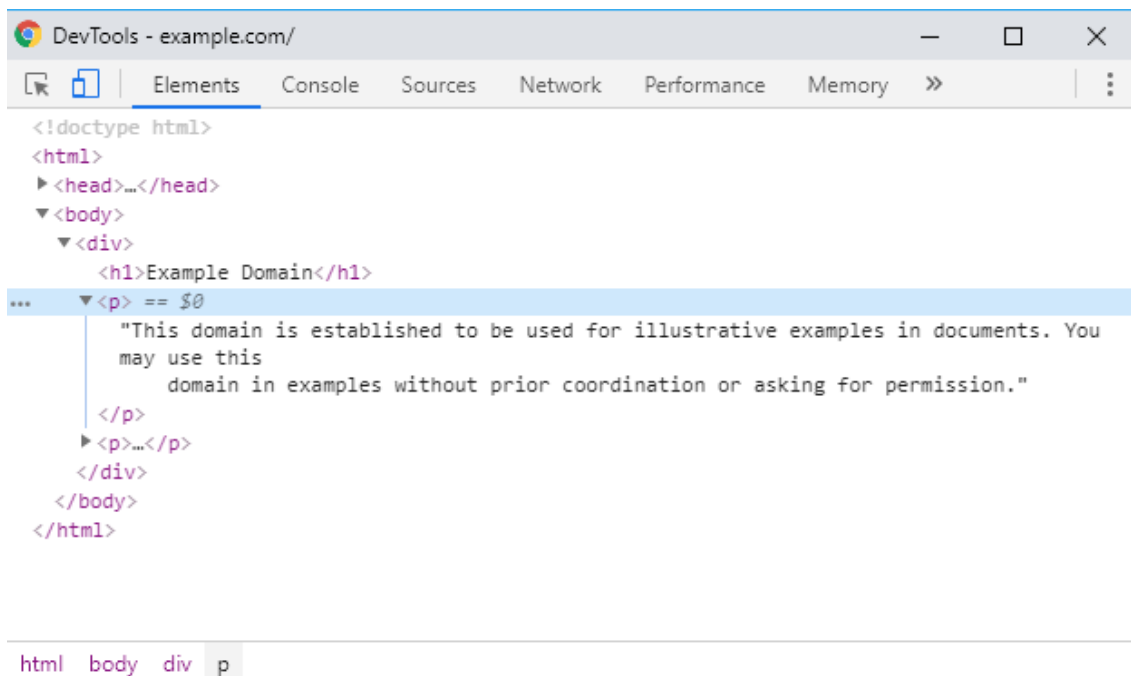 DevTools - example.com/
Elements Console Sources Network Performance Memory »
<!doctype html>
<html>
<head>…</head>
<body>
<div>
<h1>Example Domain</h1>
... <p> == $0
"This domain is established to be used for illustrative examples in documents. You
may use this
domain in examples without prior coordination or asking for permission."
</p>
<p>…</p>
</div>
</body>
</html>
html body div p